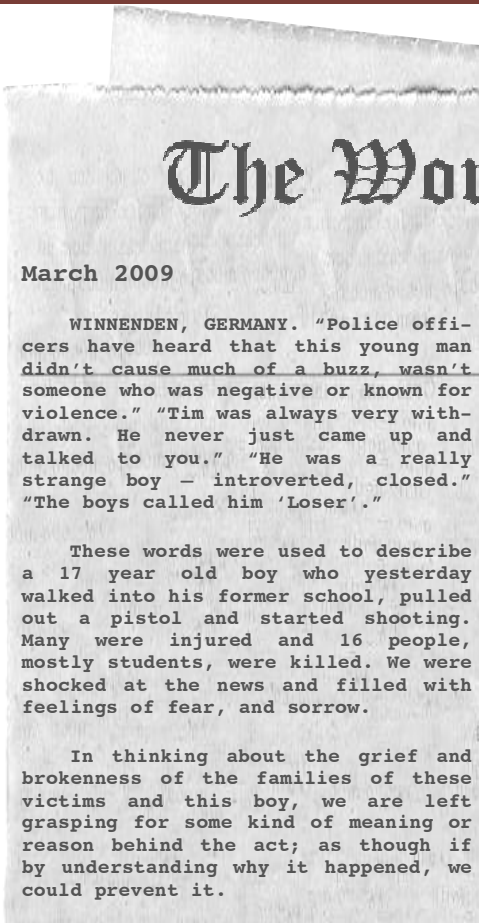 The Wou
March 2009
WINNENDEN, GERMANY. “Police offi-
cers have heard that this young man
didn’t cause much of a buzz, wasn’t
someone who was negative or known for
violence.” “Tim was always very with-
drawn. He never just came up and
talked to you.” “He was a really
strange boy – introverted, closed.”
“The boys called him ‘Loser’.”
These words were used to describe
a 17 year old boy who yesterday
walked into his former school, pulled
out a pistol and started shooting.
Many were injured and 16 people,
mostly students, were killed. We were
shocked at the news and filled with
feelings of fear, and sorrow.
In thinking about the grief and
brokenness of the families of these
victims and this boy, we are left
grasping for some kind of meaning or
reason behind the act; as though if
by understanding why it happened, we
could prevent it.